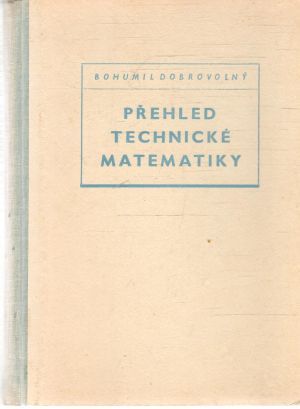 BOHUMIL DOBROVOLNÝ
PŘEHLED
TECHNICKÉ
MATEMATIKY